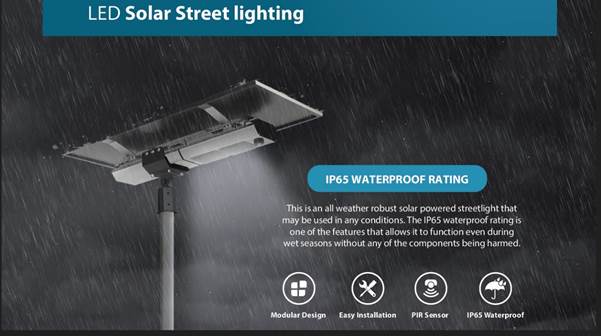 LED Solar Street lighting
IP65 WATERPROOF RATING
This is an all weather robust solar powered streetlight that
may be used in any conditions. The IP65 waterproof rating is
one of the features that allows it to function even during
wet seasons without any of the components being harmed.
Modular Design
Easy Installation
PIR Sensor
IP65 Waterproof